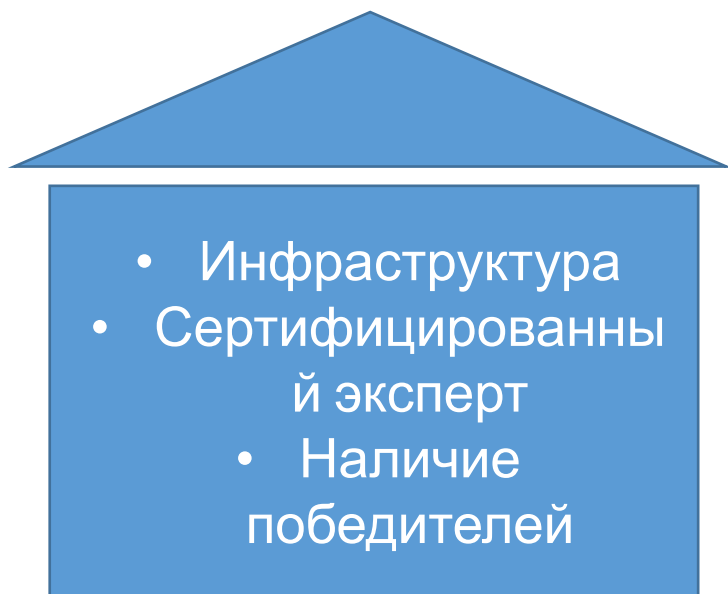 • Инфраструктура
• Сертифицированны
й эксперт
• Наличие
победителей